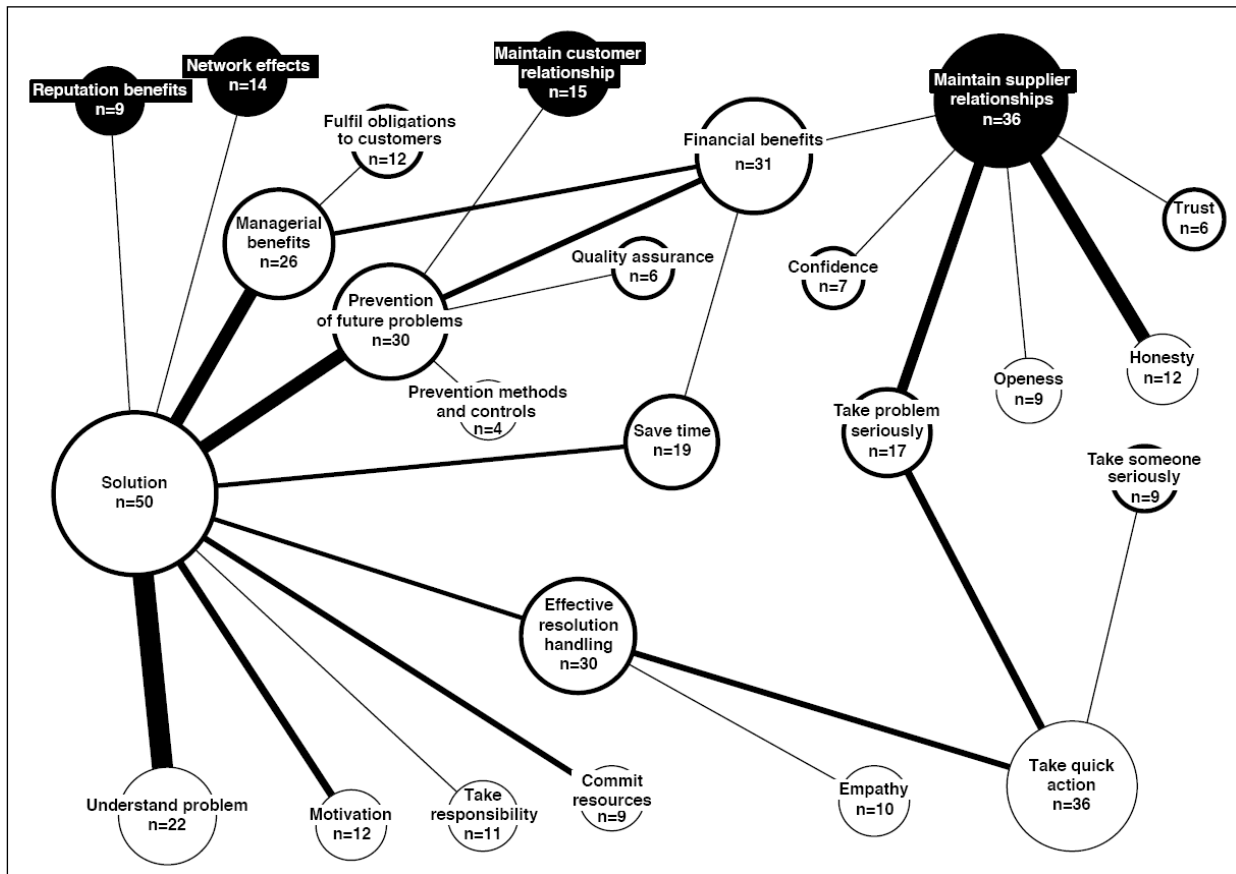 Reputation benefits
n=9
Network effects
n=14
Maintain customer
relationship
n=15
Maintain supplier
relationships
n=36
Fulfil obligations
to customers
n=12
Financial benefits
n=31
Managerial
benefits
n=26
Trust
n=6
Quality assurance
n=6
Confidence
n=7
Prevention
of future problems
n=30
Honesty
n=12
Openess
n=9
Prevention methods
and controls
n=4
Save time
n=19
Take problem
seriously
n=17
Take someone
seriously
n=9
Solution
n=50
Effective
resolution
handling
n=30
Understand problem
n=22
Motivation
n=12
Take
responsibility
n=11
Commit
resources
n=9
Empathy
n=10
Take quick
action
n=36